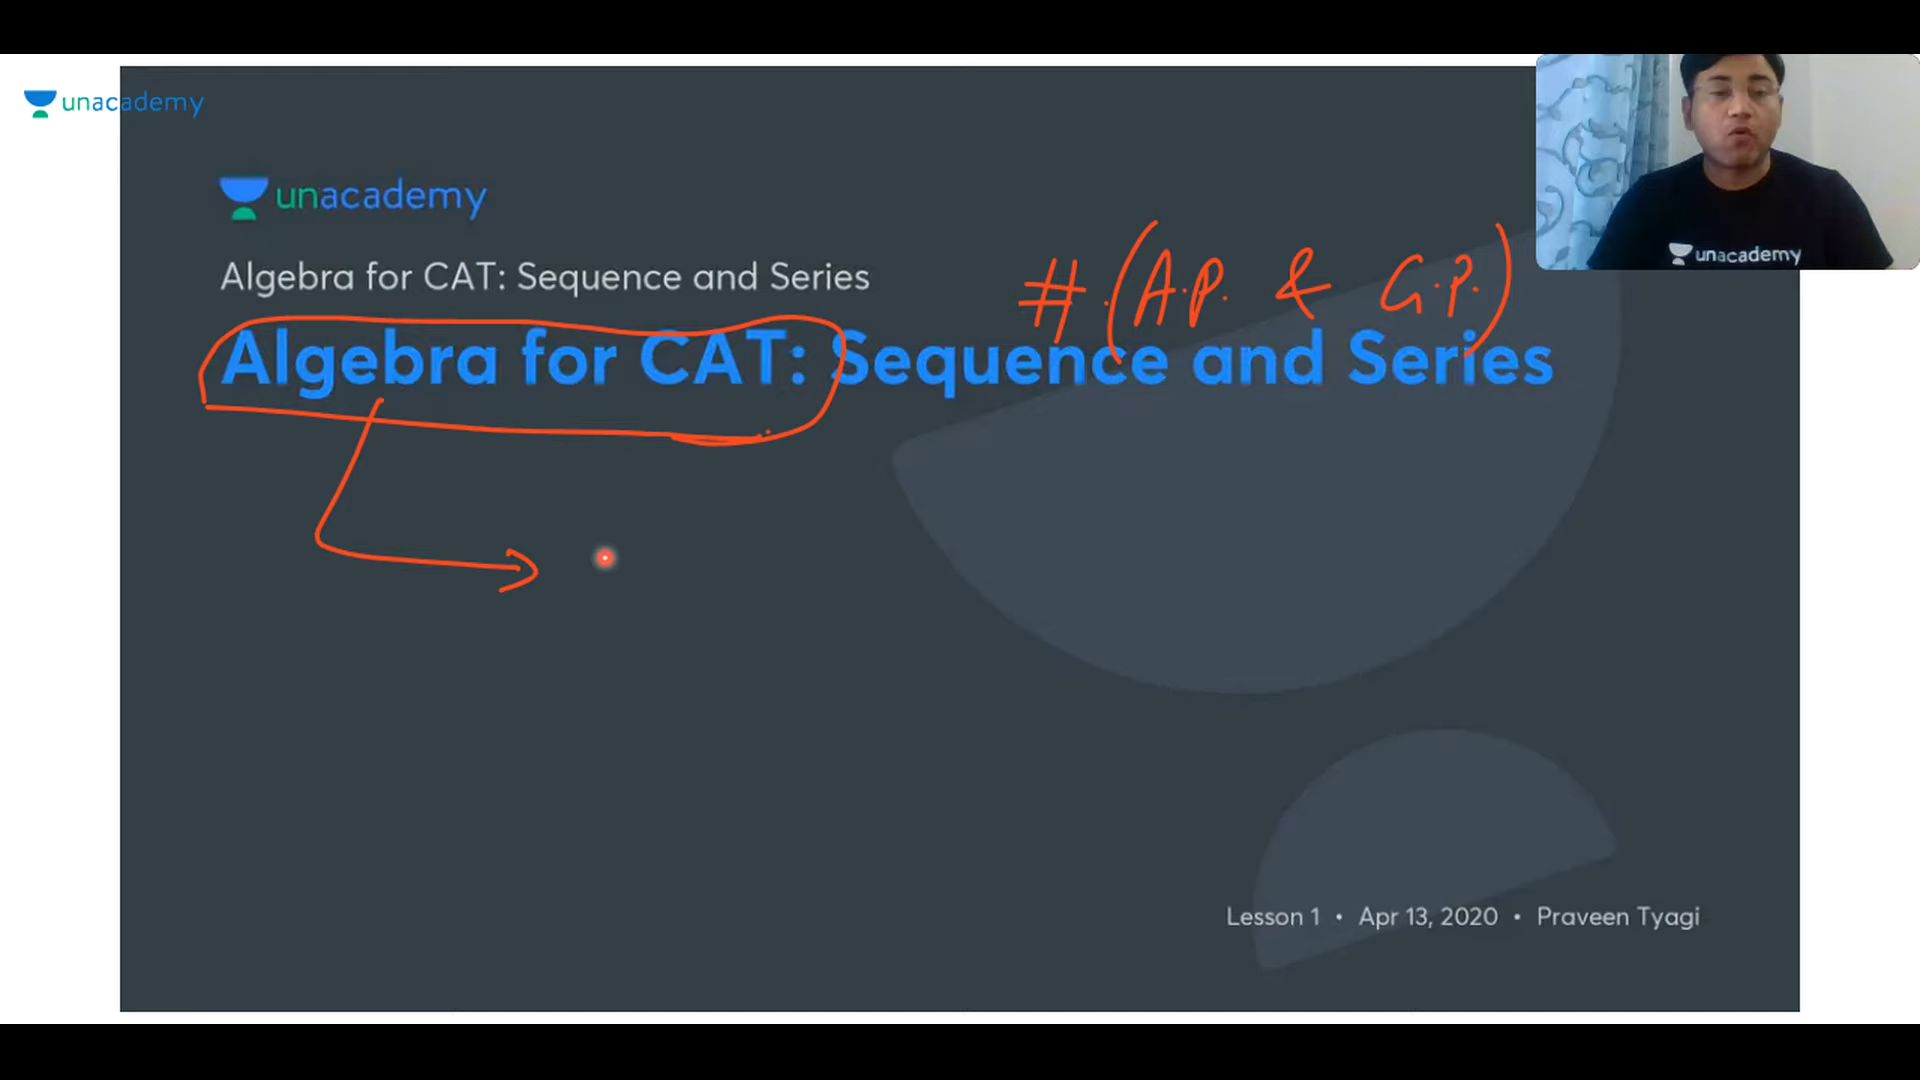 unacademy
unacademy
unacademy
Algebra for CAT: Sequence and Series
# (A.P. & G.P.)
Algebra for CAT: Sequence and Series
Lesson 1 • Apr 13, 2020 • Praveen Tyagi